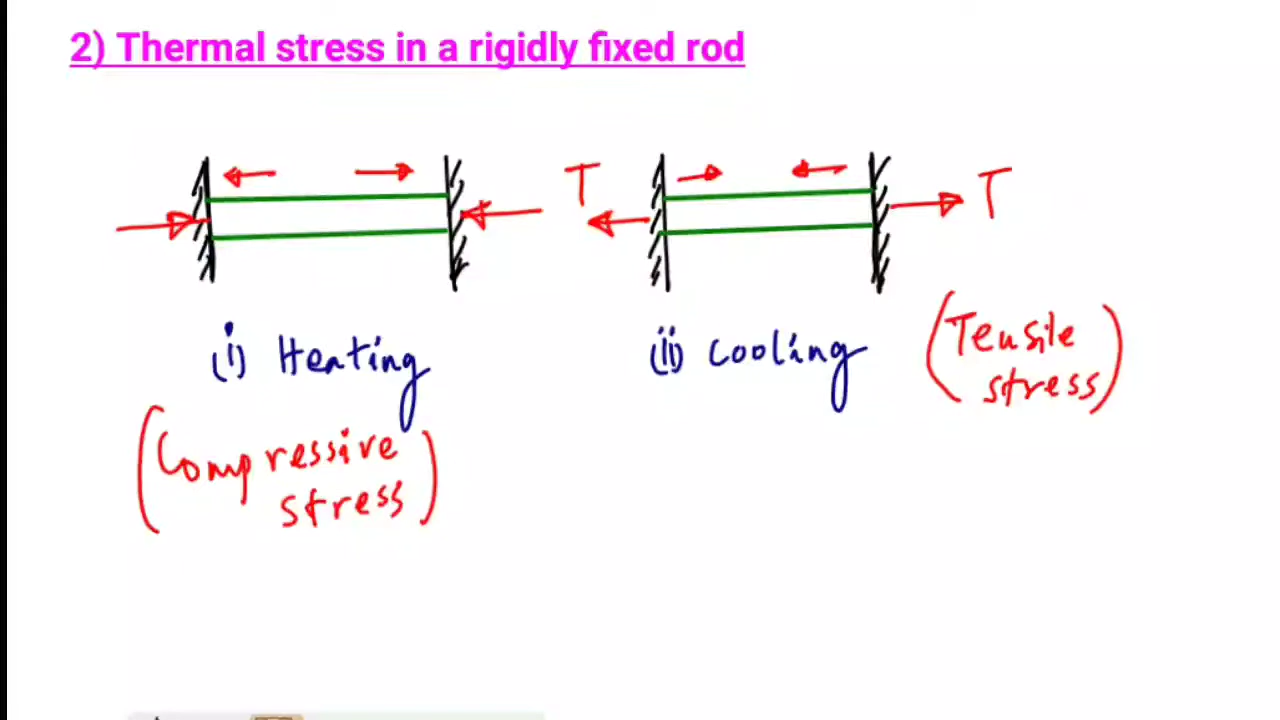 2) Thermal stress in a rigidly fixed rod
T
T
(i) Heating
(ii) cooling
(Tensile
stress)
(Compressive
stress)